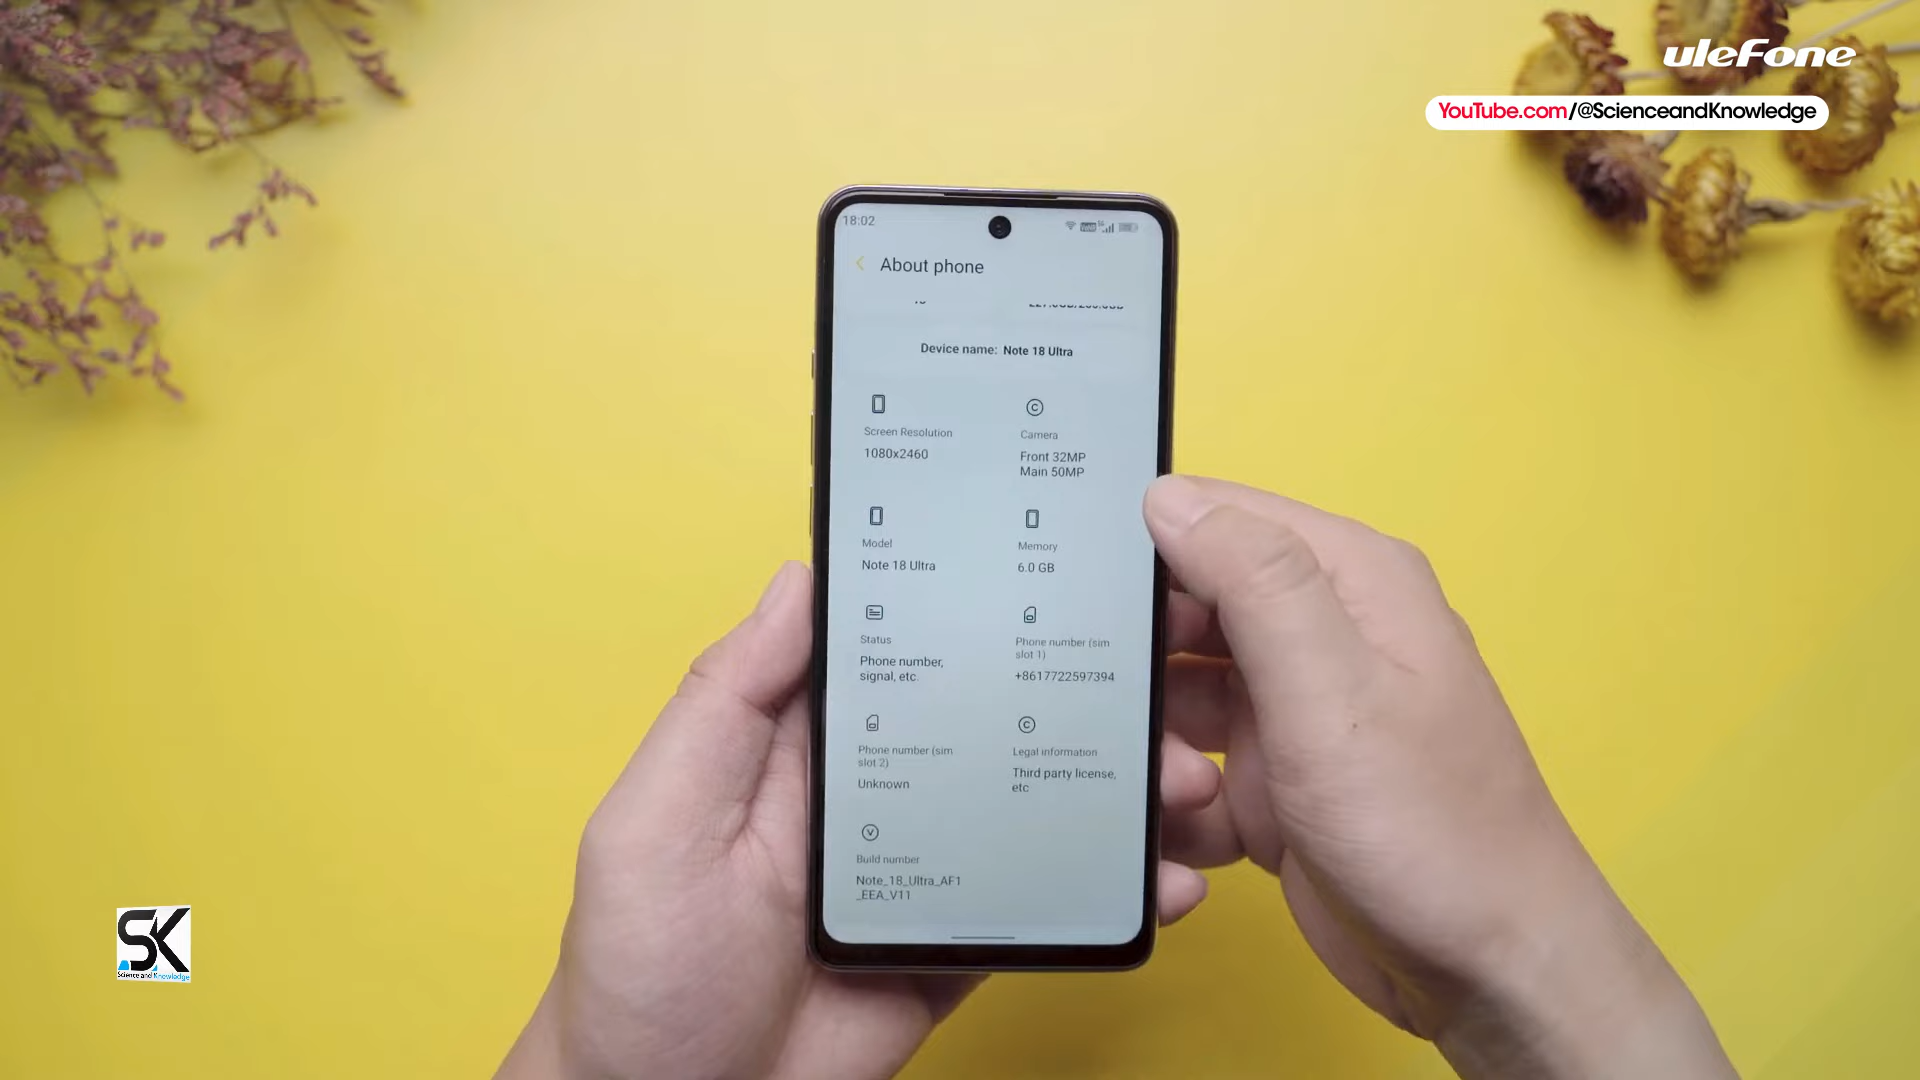 uleFone
YouTube.com/@ScienceandKnowledge
18:02
About phone
Device name: Note 18 Ultra
Screen Resolution
1080x2460
Camera
Front 32MP
Main 50MP
Model
Note 18 Ultra
Memory
6.0 GB
Status
Phone number,
signal, etc.
Phone number (sim
slot 1)
+8617722597394
Phone number (sim
slot 2)
Unknown
Legal information
Third party license,
etc
Build number
Note_18_Ultra_AF1
_EEA_V11
SK
Science and Knowledge